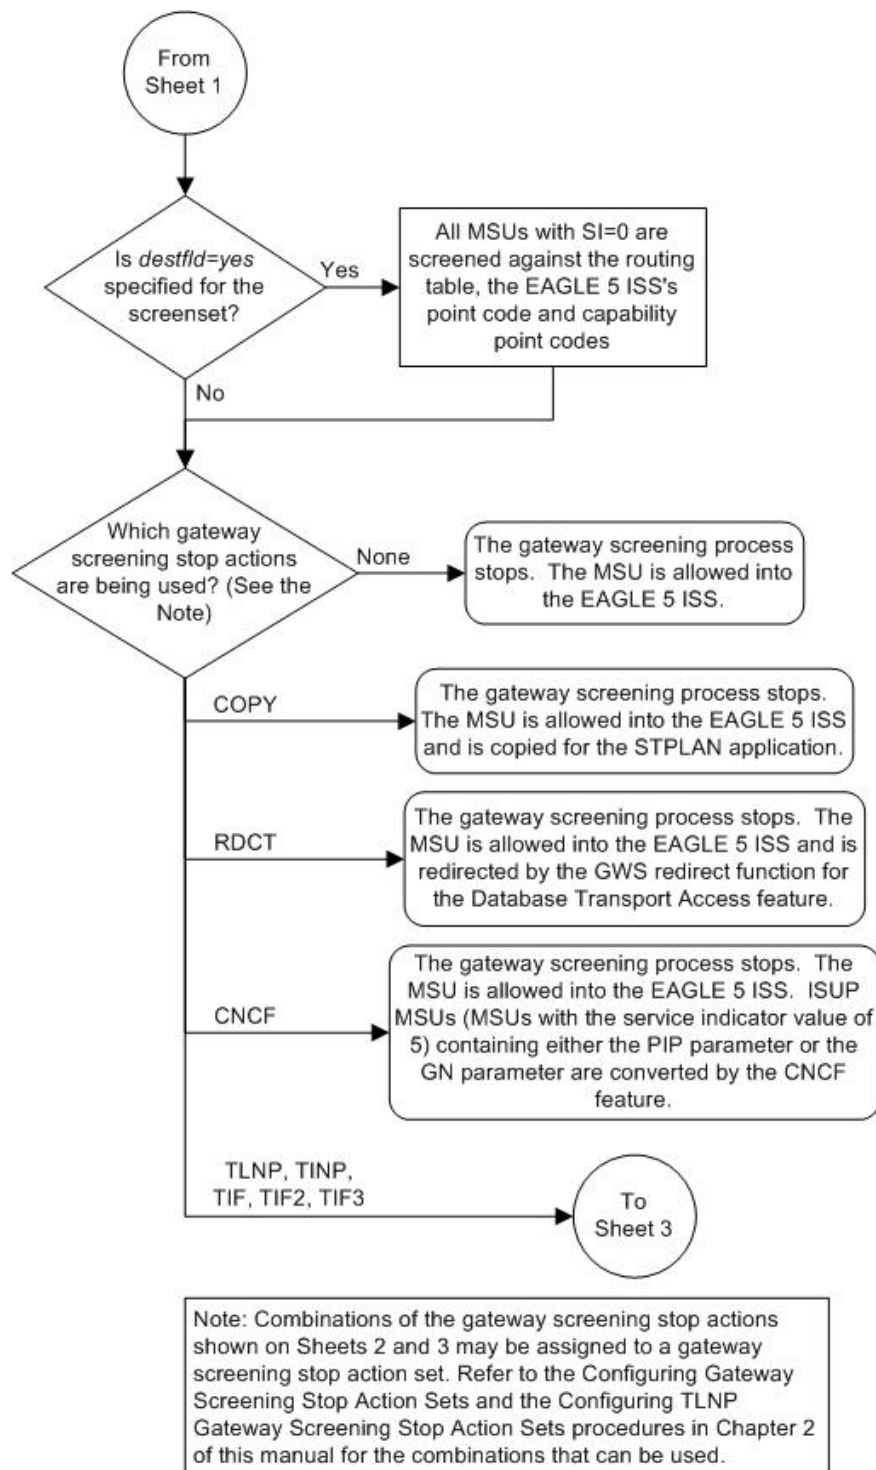 From
Sheet 1
Is destfld=yes
specified for the
screenset?
Yes
All MSUs with SI=0 are
screened against the routing
table, the EAGLE 5 ISS's
point code and capability
point codes
No
Which gateway
screening stop actions
are being used? (See the
Note)
None
The gateway screening process
stops.  The MSU is allowed into
the EAGLE 5 ISS.
COPY
The gateway screening process stops.
The MSU is allowed into the EAGLE 5 ISS
and is copied for the STPLAN application.
RDCT
The gateway screening process stops.  The
MSU is allowed into the EAGLE 5 ISS and is
redirected by the GWS redirect function for
the Database Transport Access feature.
CNCF
The gateway screening process stops.  The
MSU is allowed into the EAGLE 5 ISS.  ISUP
MSUs (MSUs with the service indicator value of
5) containing either the PIP parameter or the
GN parameter are converted by the CNCF
feature.
TLNP, TINP,
TIF, TIF2, TIF3
To
Sheet 3
Note: Combinations of the gateway screening stop actions
shown on Sheets 2 and 3 may be assigned to a gateway
screening stop action set. Refer to the Configuring Gateway
Screening Stop Action Sets and the Configuring TLNP
Gateway Screening Stop Action Sets procedures in Chapter 2
of this manual for the combinations that can be used.